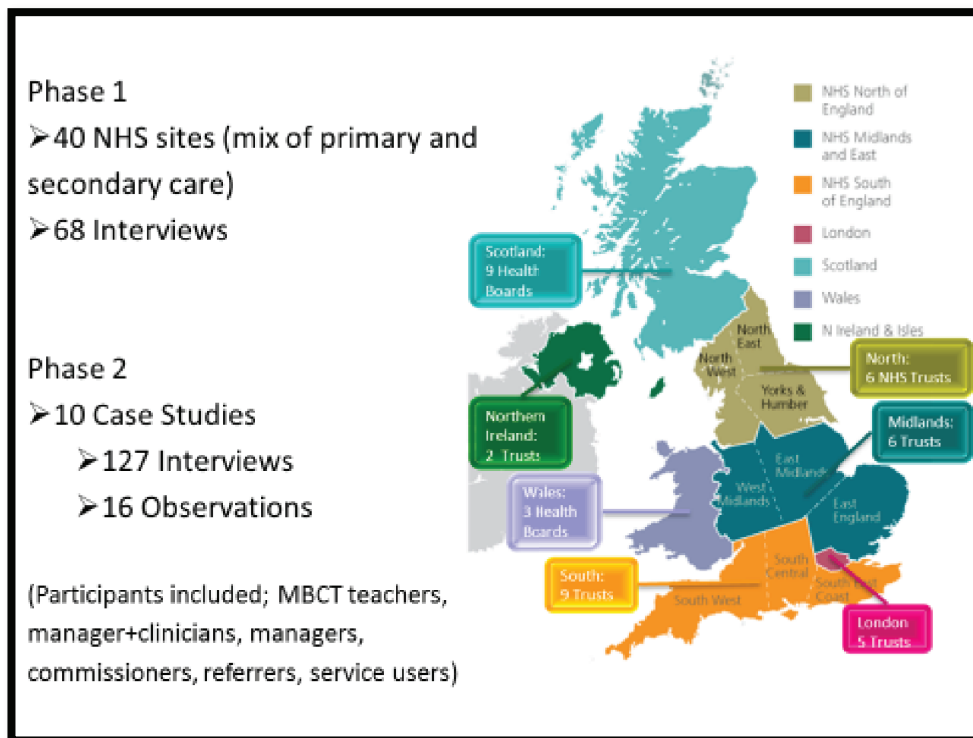 Phase 1
➤40 NHS sites (mix of primary and
secondary care)
➤68 Interviews
Phase 2
➤10 Case Studies
➤127 Interviews
➤16 Observations
(Participants included; MBCT teachers,
manager+clinicians, managers,
commissioners, referrers, service users)
NHS North of
England
NHS Midlands
and East
NHS South
of England
London
Scotland
Wales
N Ireland & Isles
Scotland:
9 Health
Boards
North
East
North
West
Yorks &
Humber
North:
6 NHS Trusts
Northern
Ireland:
2 Trusts
Midlands:
6 Trusts
East
Midlands
West
Midlands
East
England
Wales:
3 Health
Boards
South:
9 Trusts
South
Central
South West
South East
Coast
London
5 Trusts